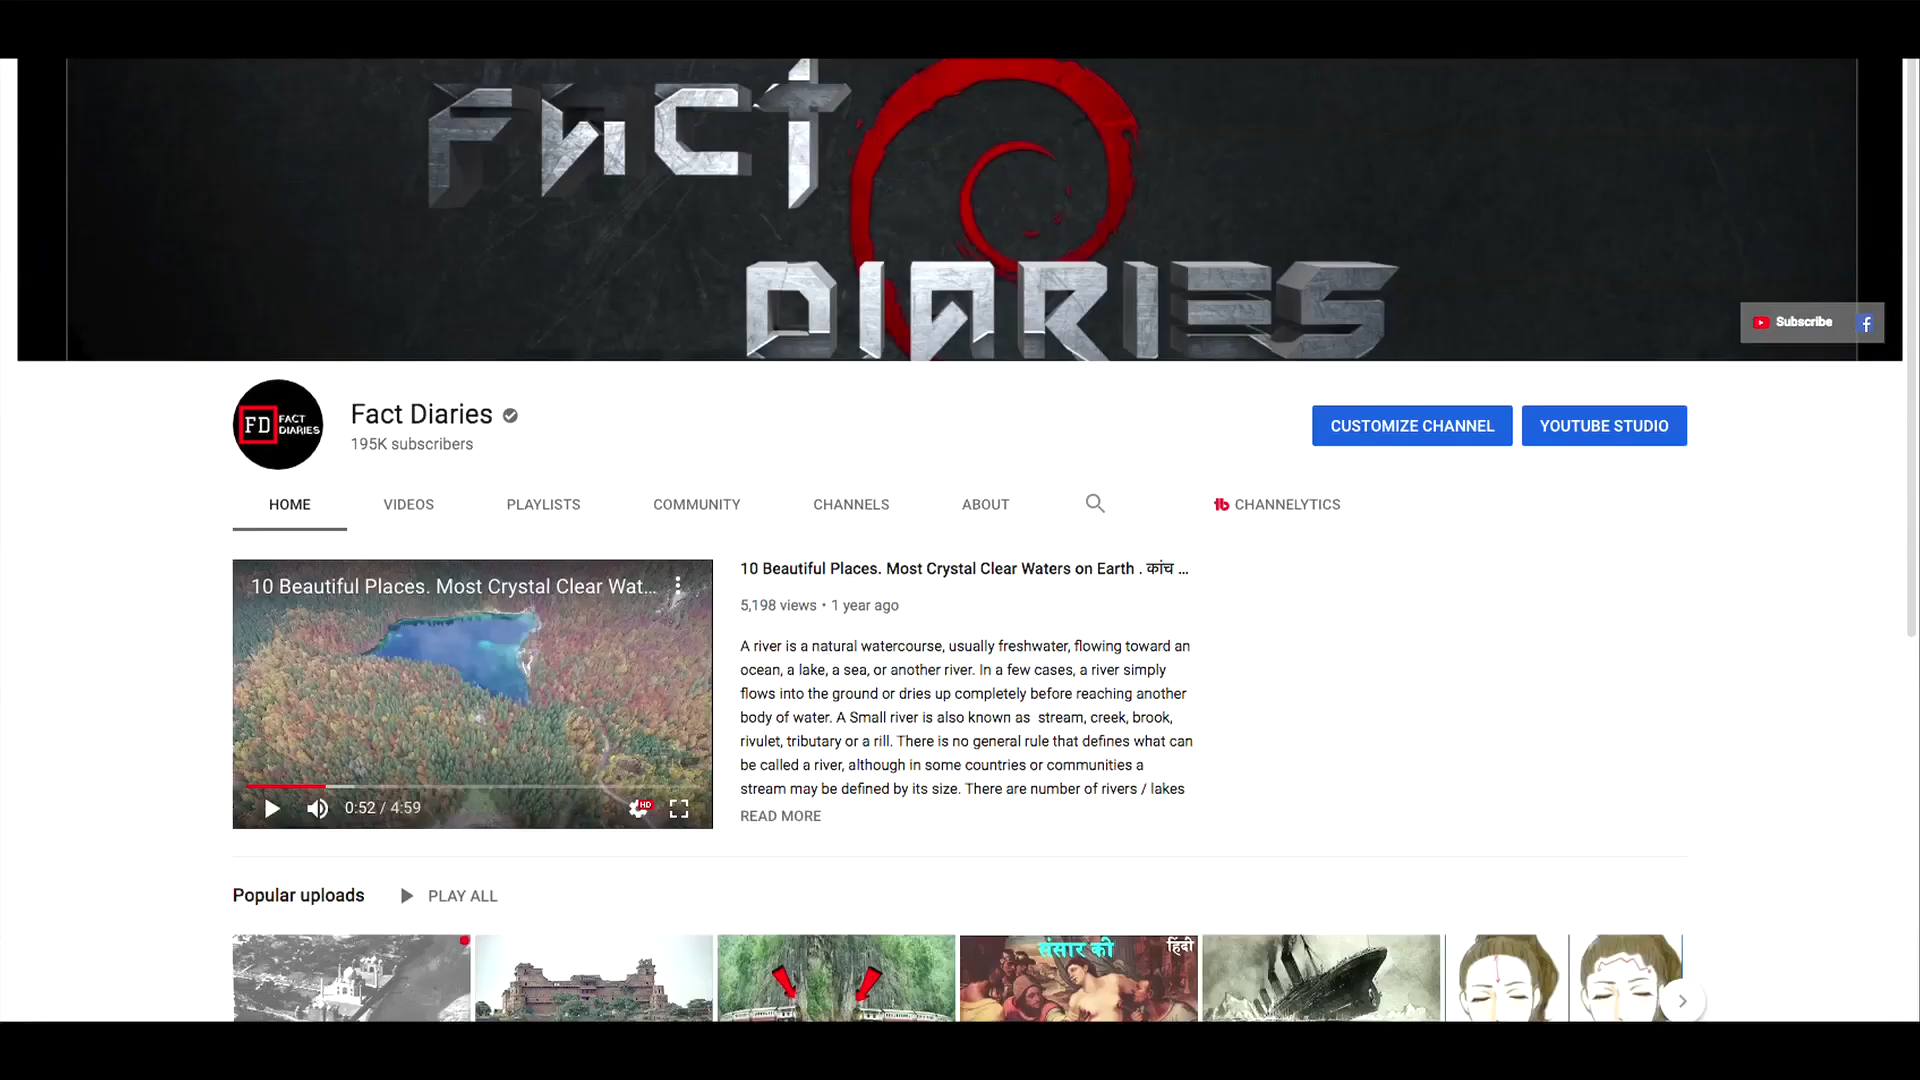 FACT
DIARIES
Subscribe
FD FACT
DIARIES
Fact Diaries
195K subscribers
CUSTOMIZE CHANNEL
YOUTUBE STUDIO
HOME
VIDEOS
PLAYLISTS
COMMUNITY
CHANNELS
ABOUT
tb CHANNELYTICS
10 Beautiful Places. Most Crystal Clear Wat...
0:52 / 4:59
HD
10 Beautiful Places. Most Crystal Clear Waters on Earth . कांच ...
5,198 views • 1 year ago
A river is a natural watercourse, usually freshwater, flowing toward an
ocean, a lake, a sea, or another river. In a few cases, a river simply
flows into the ground or dries up completely before reaching another
body of water. A Small river is also known as  stream, creek, brook,
rivulet, tributary or a rill. There is no general rule that defines what can
be called a river, although in some countries or communities a
stream may be defined by its size. There are number of rivers / lakes
READ MORE
Popular uploads
PLAY ALL
संसार की
हिंदी